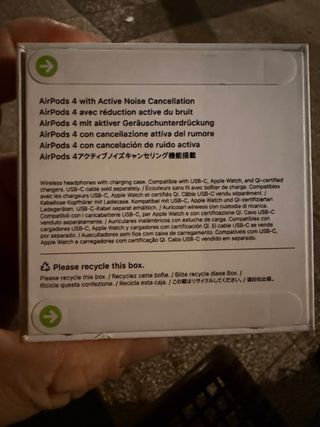 AirPods 4 with Active Noise Cancellation
AirPods 4 avec réduction active du bruit
AirPods 4 mit aktiver Geräuschunterdrückung
AirPods 4 con cancellazione attiva del rumore
AirPods 4 con cancelación de ruido activa
AirPods 4アクティブノイズキャンセリング機能搭載
Wireless headphones with charging case. Compatible with USB-C, Apple Watch, and Qi-certified
chargers. USB-C cable sold separately. / Écouteurs sans fil avec boîtier de charge. Compatibles
avec les chargeurs USB-C, Apple Watch et certifiés Qi. Câble USB-C vendu séparément. /
Kabellose Kopfhörer mit Ladecase. Kompatibel mit USB-C, Apple Watch und Qi-zertifizierten
Ladegeräten. USB-C-Kabel separat erhältlich. / Auricolari wireless con custodia di ricarica.
Compatibili con i caricabatterie USB-C, per Apple Watch e con certificazione Qi. Cavo USB-C
venduto separatamente. / Auriculares inalámbricos con estuche de carga. Compatibles con
cargadores USB-C, Apple Watch y cargadores con certificación Qi. El cable USB-C se vende
por separado. / Auscultadores sem fios com caixa de carregamento. Compatíveis com USB-C,
Apple Watch e carregadores com certificação Qi. Cabo USB-C vendido em separado.
Please recycle this box.
Please recycle this box. / Recyclez cette boîte. / Bitte recycle diese Box. /
Ricicla questa confezione. / Recicla esta caja. / この箱はリサイクルしてください。/ 請回收此箱。